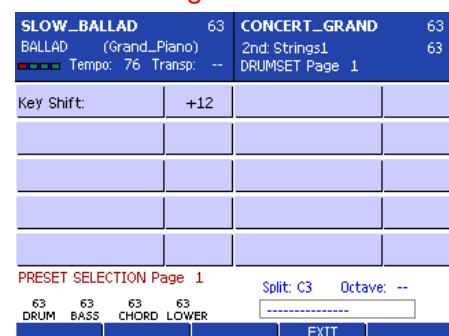 SLOW_BALLAD 63
BALLAD (Grand_Piano)
Tempo: 76 Transp: --
CONCERT_GRAND 63
2nd: Strings1 63
DRUMSET Page 1
Key Shift: +12
PRESET SELECTION Page 1
63 63 63 63
DRUM BASS CHORD LOWER
Split: C3 Octave: --
---------------
EXIT